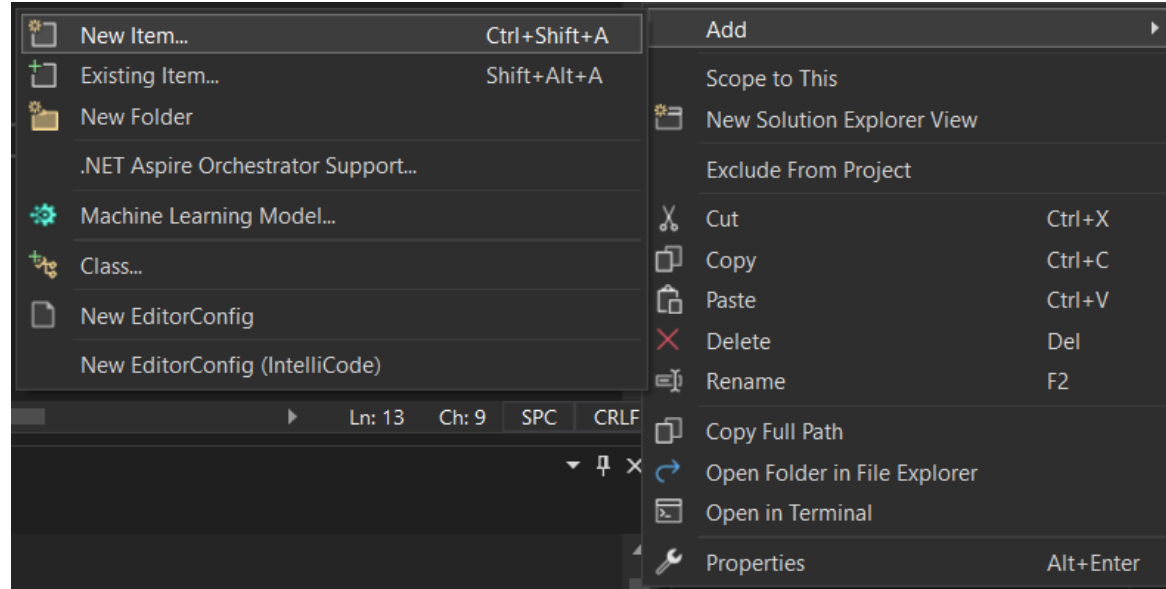 New Item... Ctrl+Shift+A
Existing Item... Shift+Alt+A
New Folder
.NET Aspire Orchestrator Support...
Machine Learning Model...
Class...
New EditorConfig
New EditorConfig (IntelliCode)
Ln: 13 Ch: 9 SPC CRLF
Add
Scope to This
New Solution Explorer View
Exclude From Project
Cut Ctrl+X
Copy Ctrl+C
Paste Ctrl+V
Delete Del
Rename F2
Copy Full Path
Open Folder in File Explorer
Open in Terminal
Properties Alt+Enter